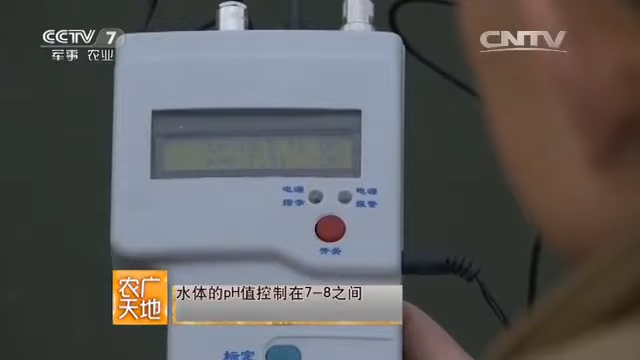 CCTV 7
军事 农业
CNTV
电源
指令
电源
报警
开关
农广
天地
水体的pH值控制在7-8之间
标定